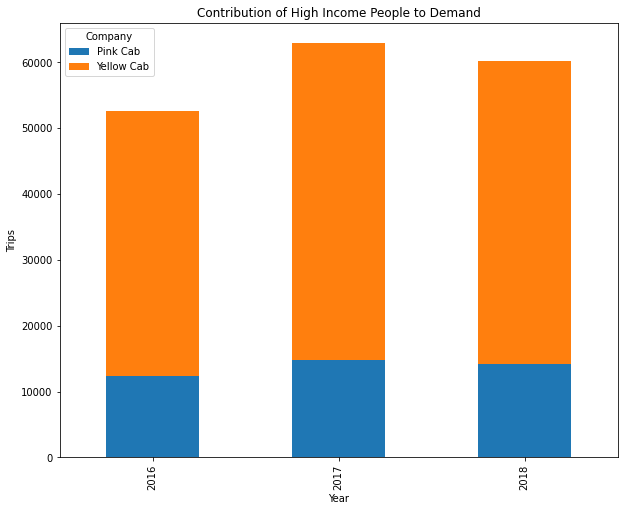 Contribution of High Income People to Demand
Company
Pink Cab
Yellow Cab
60000
50000
40000
30000
20000
10000
0
Trips
2016
2017
2018
Year